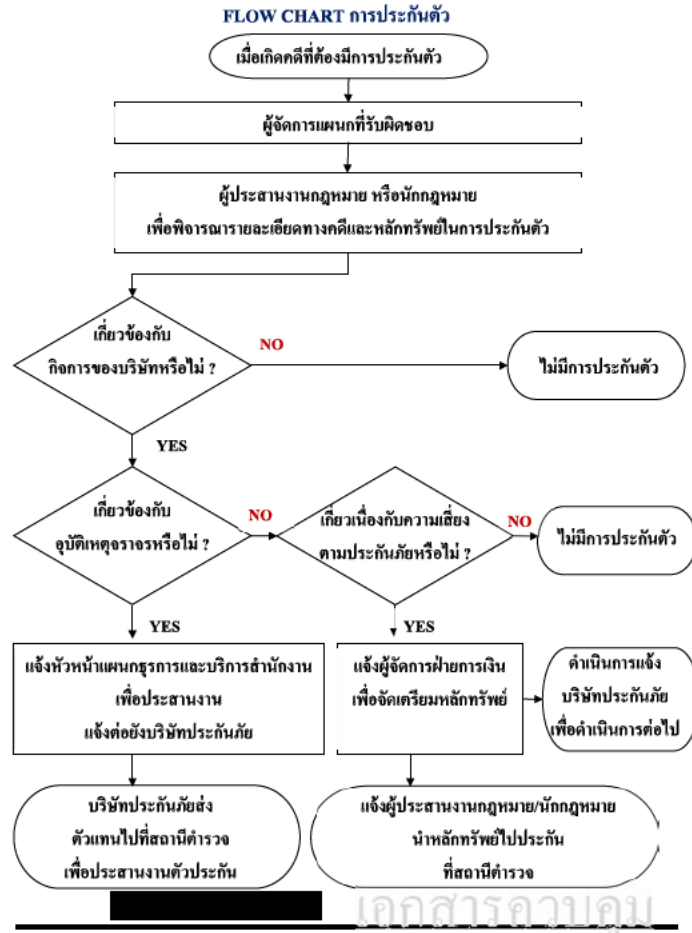 FLOW CHART การประกันตัว
เมื่อเกิดคดีที่ต้องมีการประกันตัว
ผู้จัดการแผนกที่รับผิดชอบ
ผู้ประสานงานกฎหมาย หรือนักกฎหมาย
เพื่อพิจารณารายละเอียดทางคดีและหลักทรัพย์ในการประกันตัว
เกี่ยวข้องกับ
กิจการของบริษัทหรือไม่ ?
NO
ไม่มีการประกันตัว
YES
เกี่ยวข้องกับ
อุบัติเหตุจราจรหรือไม่ ?
NO
เกี่ยวเนื่องกับความเสี่ยง
ตามประกันภัยหรือไม่ ?
NO
ไม่มีการประกันตัว
YES
YES
แจ้งหัวหน้าแผนกธุรการและบริการสำนักงาน
เพื่อประสานงาน
แจ้งต่อยังบริษัทประกันภัย
แจ้งผู้จัดการฝ่ายการเงิน
เพื่อจัดเตรียมหลักทรัพย์
ดำเนินการแจ้ง
บริษัทประกันภัย
เพื่อดำเนินการต่อไป
บริษัทประกันภัยส่ง
ตัวแทนไปที่สถานีตำรวจ
เพื่อประสานงานตัวประกัน
แจ้งผู้ประสานงานกฎหมาย/นักกฎหมาย
นำหลักทรัพย์ไปประกัน
ที่สถานีตำรวจ
เอกสารควบคุม